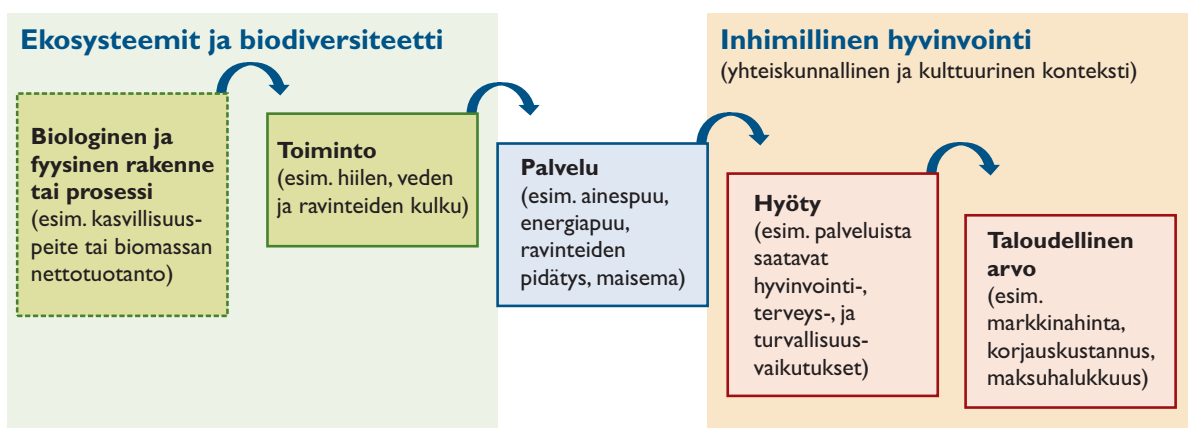 Ekosysteemit ja biodiversiteetti
Biologinen ja
fyysinen rakenne
tai prosessi
(esim. kasvillisuus-
peite tai biomassan
nettotuotanto)
Toiminto
(esim. hiilen, veden
ja ravinteiden kulku)
Palvelu
(esim. ainespuu,
energiapuu,
ravinteiden
pidätys, maisema)
Inhimillinen hyvinvointi
(yhteiskunnallinen ja kulttuurinen konteksti)
Hyöty
(esim. palveluista
saatavat
hyvinvointi-,
terveys-, ja
turvallisuus-
vaikutukset)
Taloudellinen
arvo
(esim.
markkinahinta,
korjauskustannus,
maksuhalukkuus)